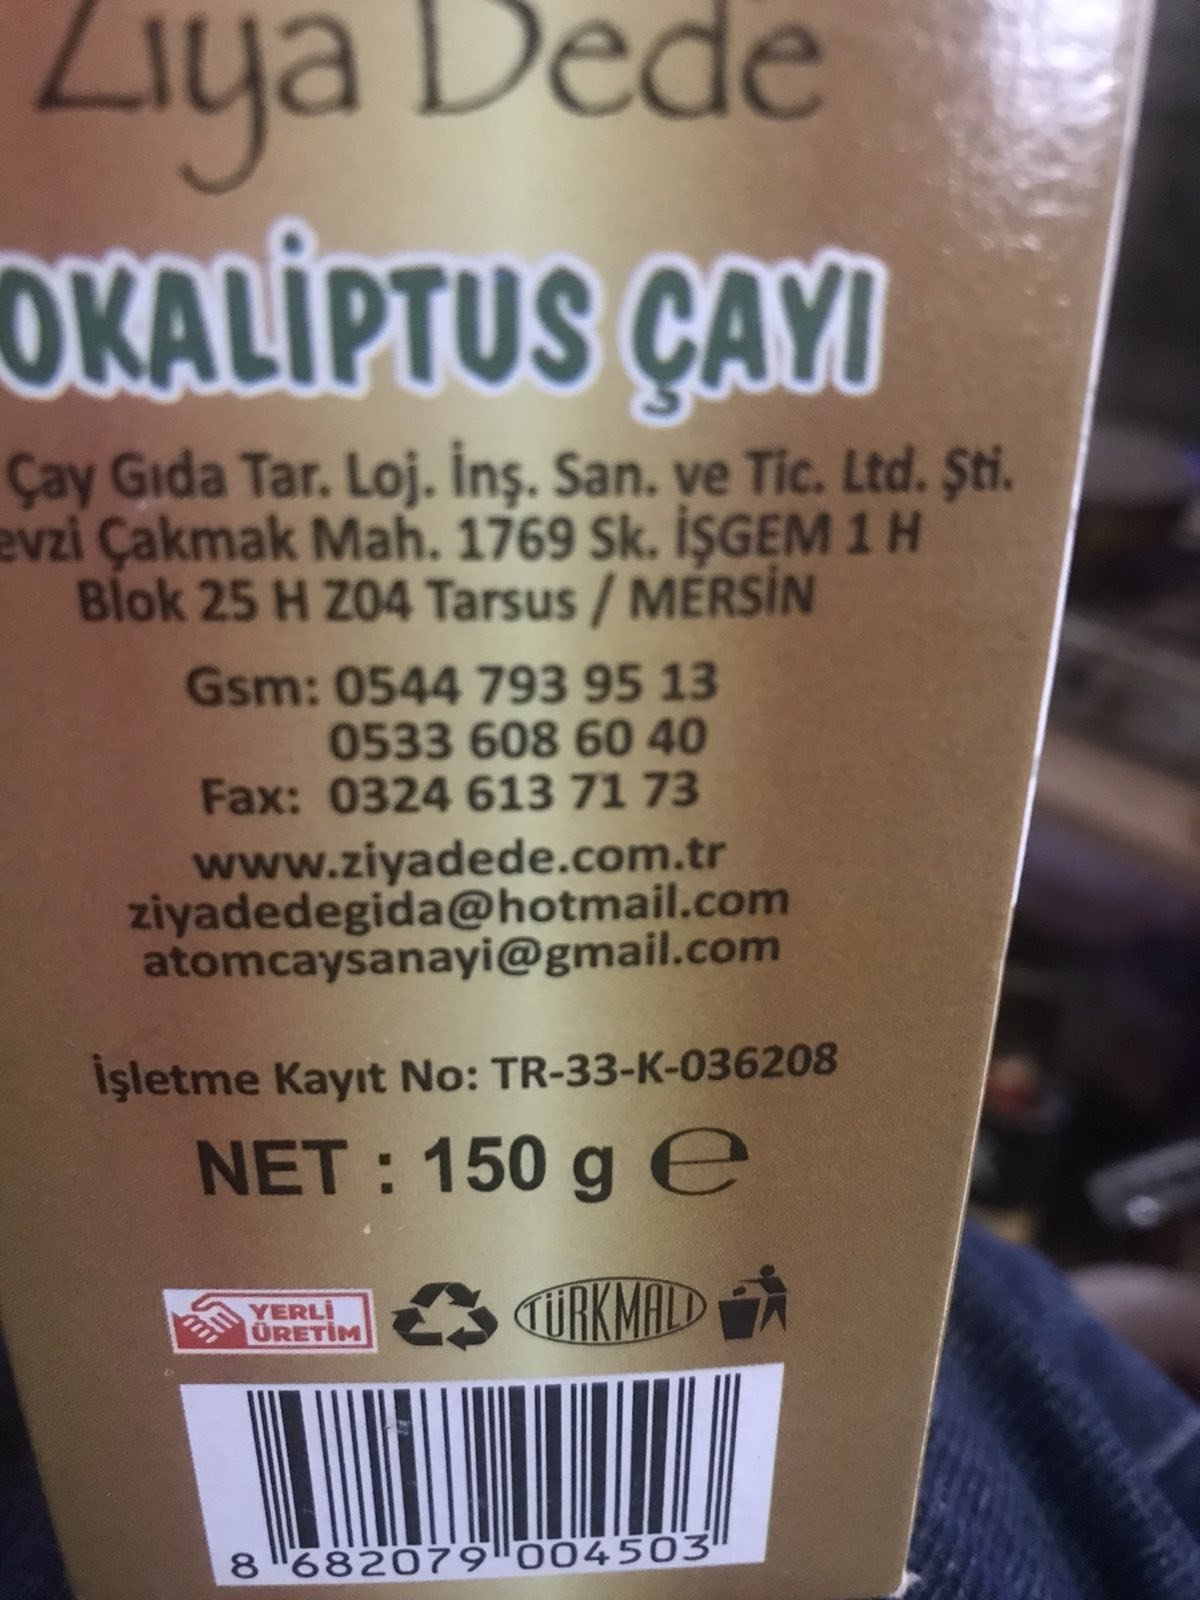 Ziya Dede
OKALİPTUS ÇAYI
Çay Gıda Tar. Loj. İnş. San. ve Tic. Ltd. Şti.
evzi Çakmak Mah. 1769 Sk. İŞGEM 1 H
Blok 25 H Z04 Tarsus / MERSİN
Gsm: 0544 793 95 13
0533 608 60 40
Fax: 0324 613 71 73
www.ziyadede.com.tr
ziyadedegida@hotmail.com
atomcaysanayi@gmail.com
İşletme Kayıt No: TR-33-K-036208
NET : 150 g ℮
YERLİ
ÜRETİM
TÜRKMALI
8 682079 004503